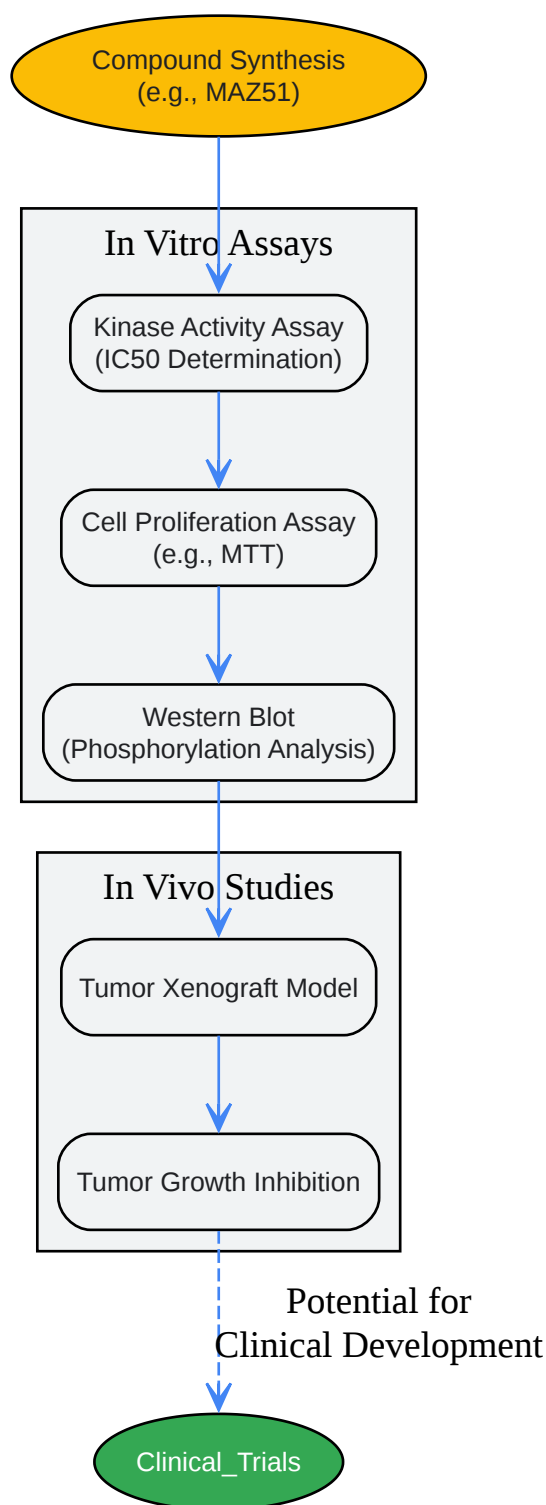 Compound Synthesis
(e.g., MAZ51)
In Vitro Assays
Kinase Activity Assay
(IC50 Determination)
Cell Proliferation Assay
(e.g., MTT)
Western Blot
(Phosphorylation Analysis)
In Vivo Studies
Tumor Xenograft Model
Tumor Growth Inhibition
Potential for
Clinical Development
Clinical_Trials